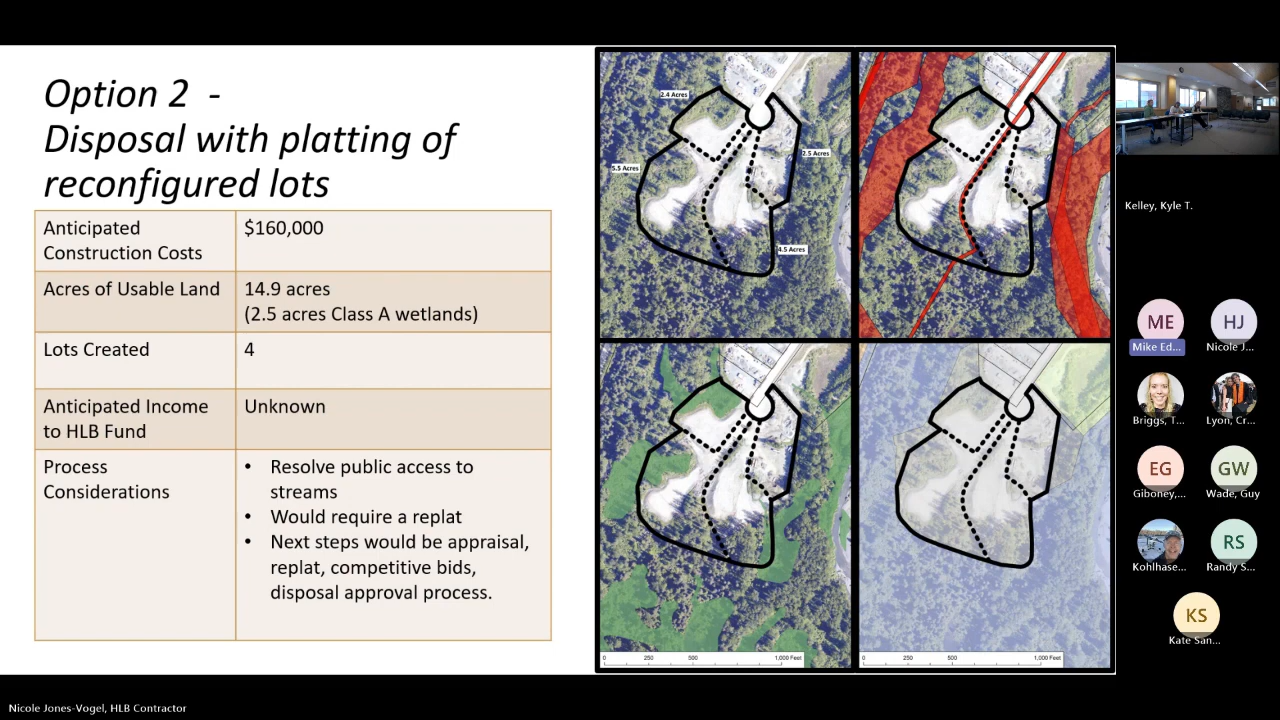 Option 2 -
Disposal with platting of
reconfigured lots
Anticipated
Construction Costs
$160,000
Acres of Usable Land
14.9 acres
(2.5 acres Class A wetlands)
Lots Created
4
Anticipated Income
to HLB Fund
Unknown
Process
Considerations
• Resolve public access to
streams
• Would require a replat
• Next steps would be appraisal,
replat, competitive bids,
disposal approval process.
2.4 Acres
5.5 Acres
2.5 Acres
4.5 Acres
0 250 500 1,000 Feet
0 250 500 1,000 Feet
Kelley, Kyle T.
ME
Mike Ed...
HJ
Nicole J...
Briggs, T...
Lyon, Cr...
EG
Giboney,...
GW
Wade, Guy
Kohlhase...
RS
Randy S...
KS
Kate San...
Nicole Jones-Vogel, HLB Contractor